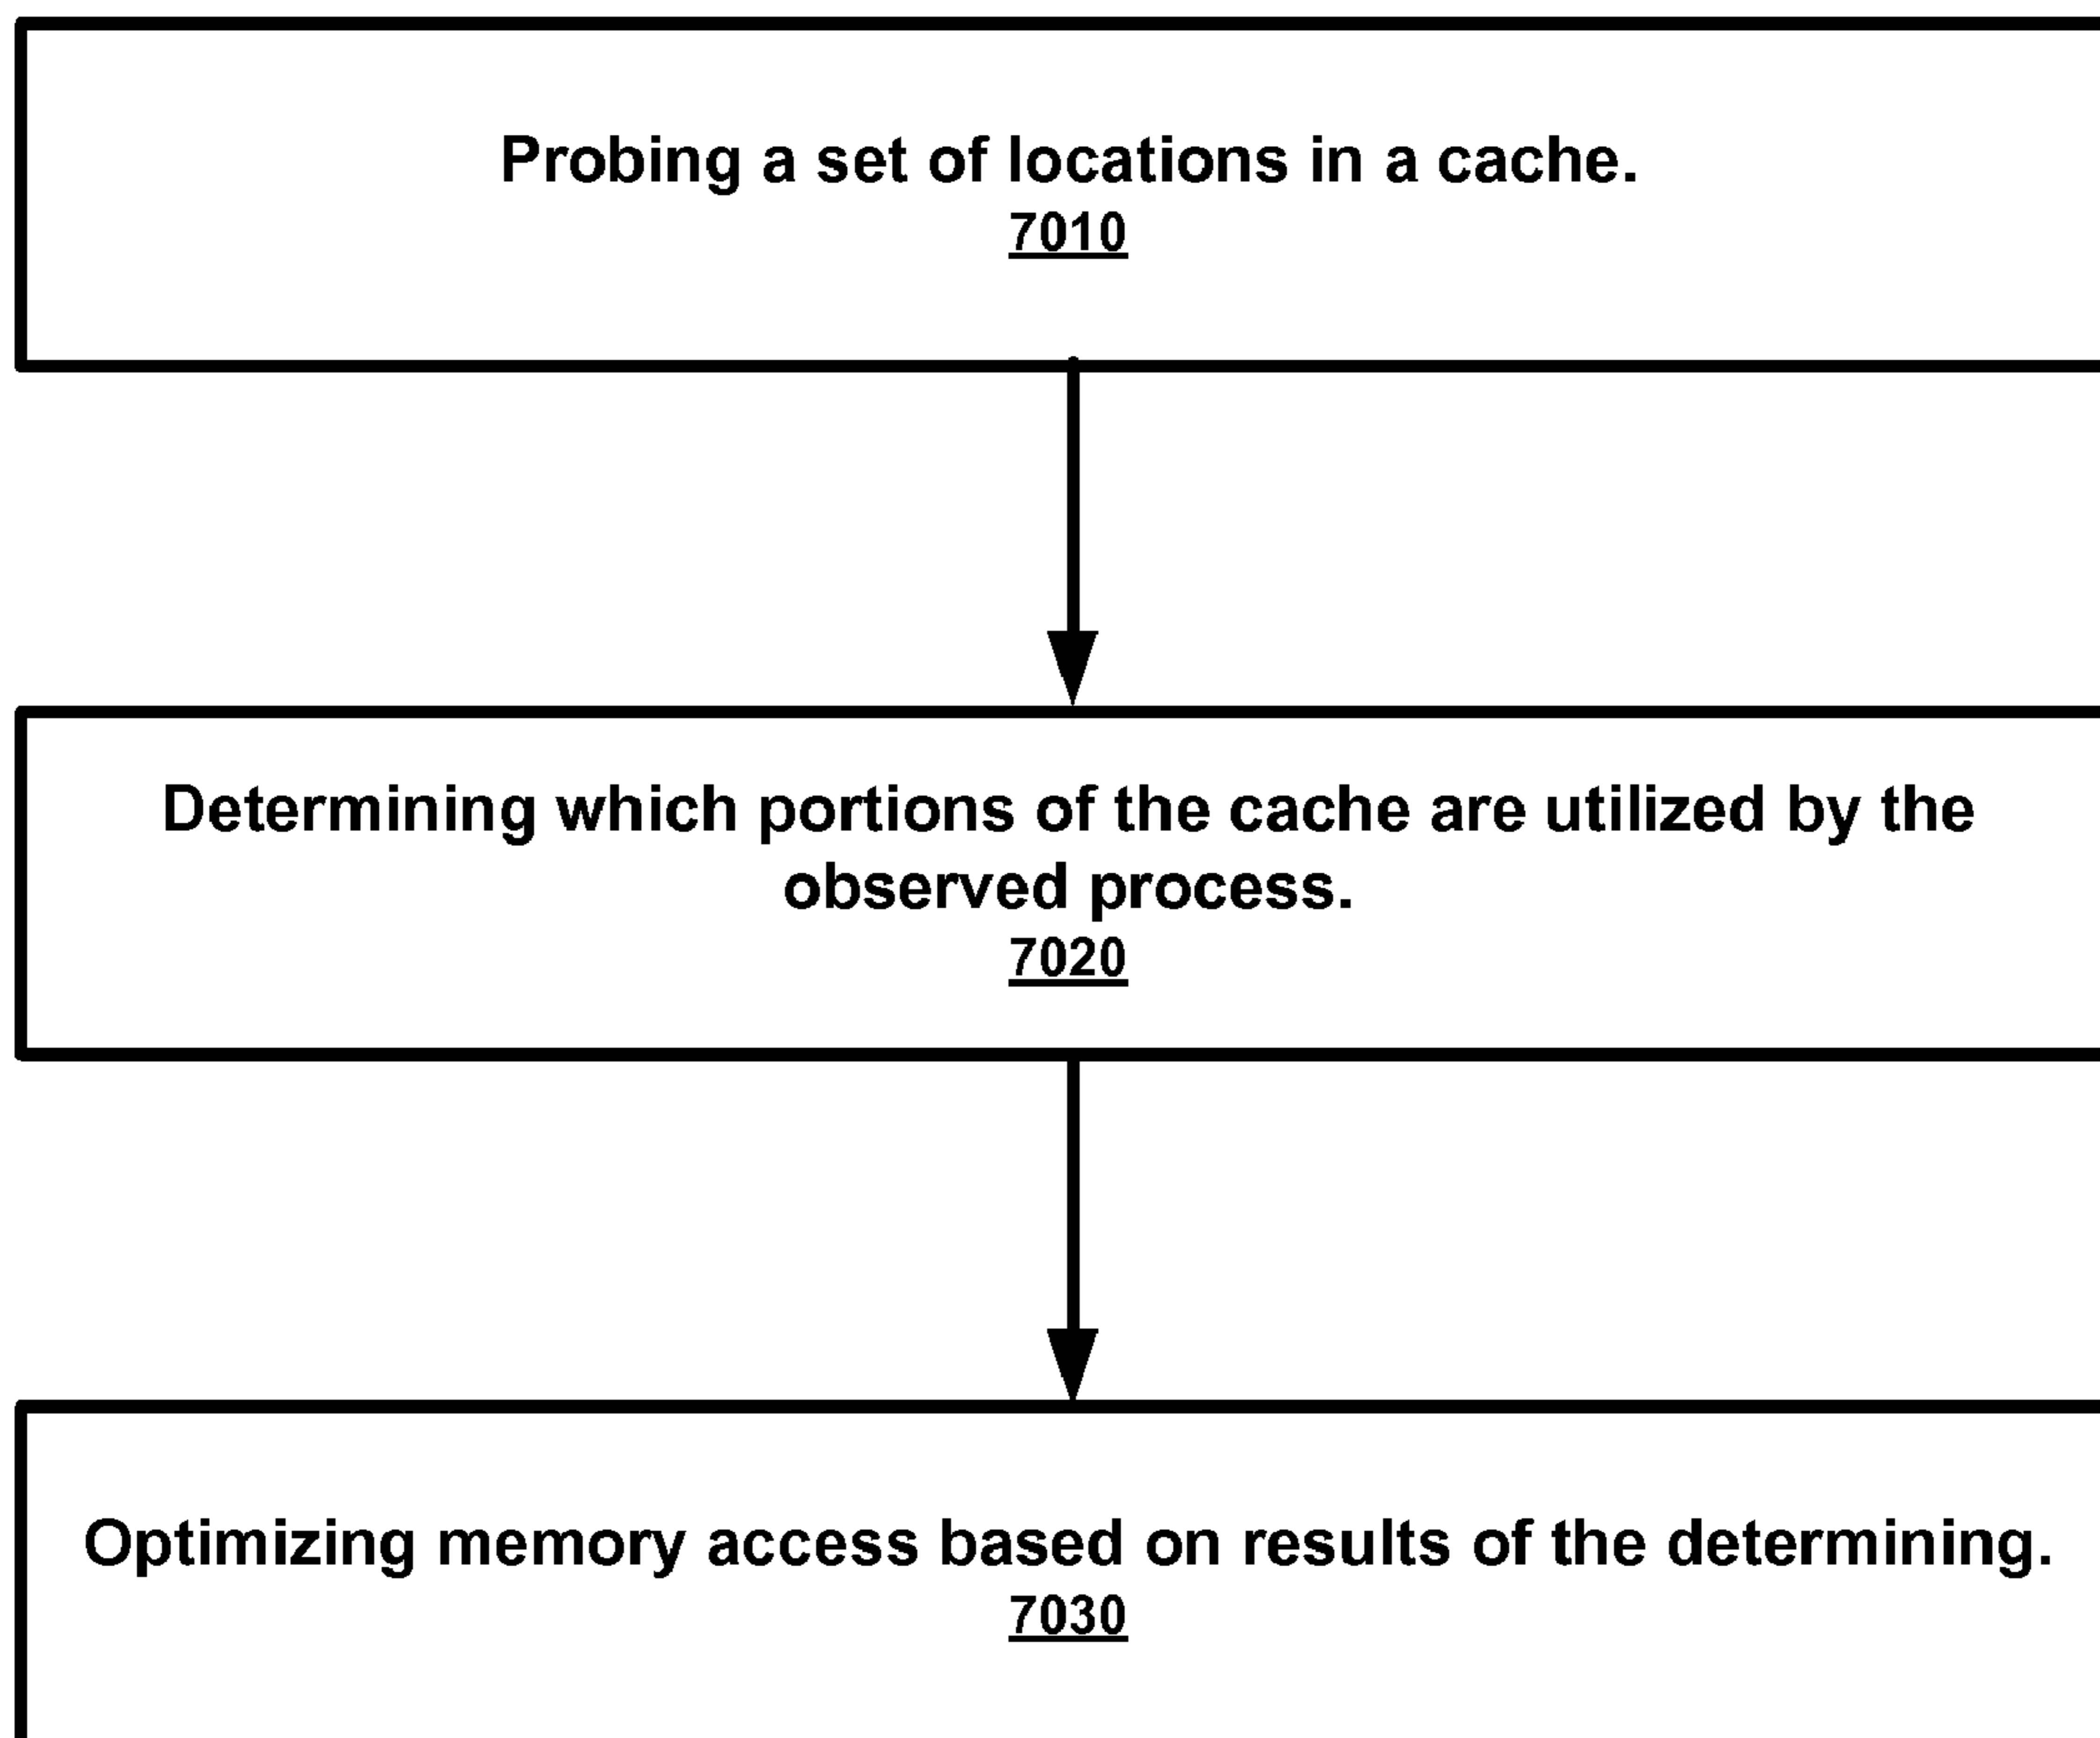 Probing a set of locations in a cache.
7010
Determining which portions of the cache are utilized by the
observed process.
7020
Optimizing memory access based on results of the determining.
7030